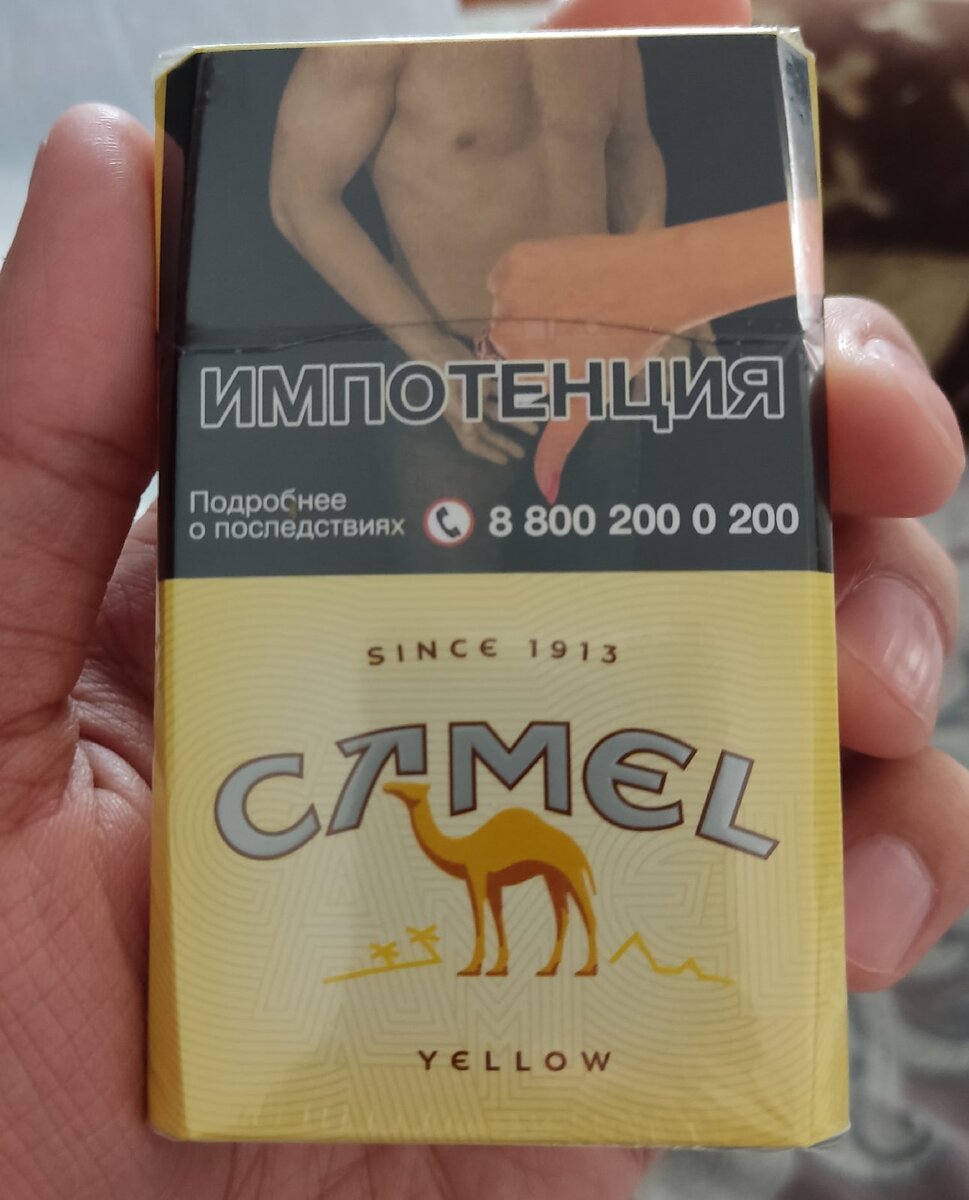 ИМПОТЕНЦИЯ
Подробнее
о последствиях
8 800 200 0 200
SINCE 1913
CAMEL
YELLOW